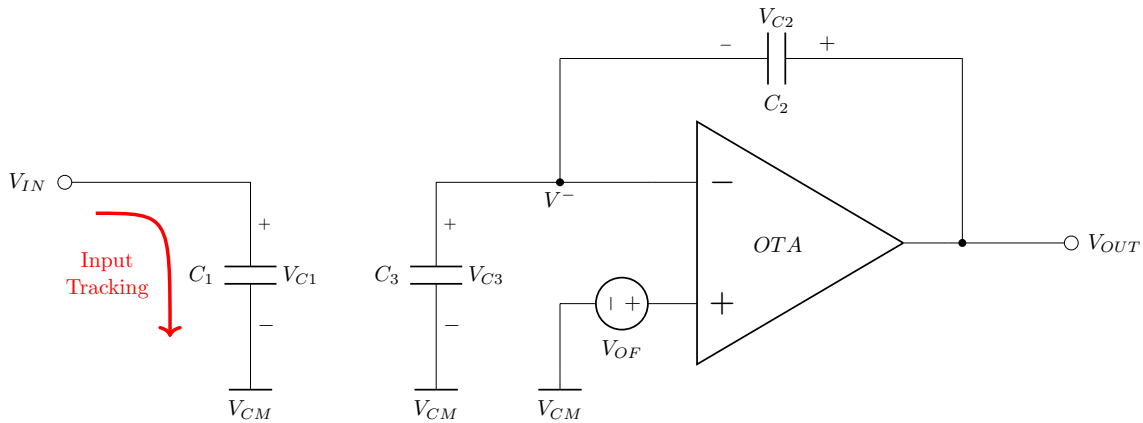 V_{C2}
− +
C_2
V_{IN}
V^−
−
+ +
Input
Tracking
C_1 V_{C1}
C_3 V_{C3}
OTA
V_{OUT}
− −
− +
+
V_{OF}
V_{CM} V_{CM} V_{CM}